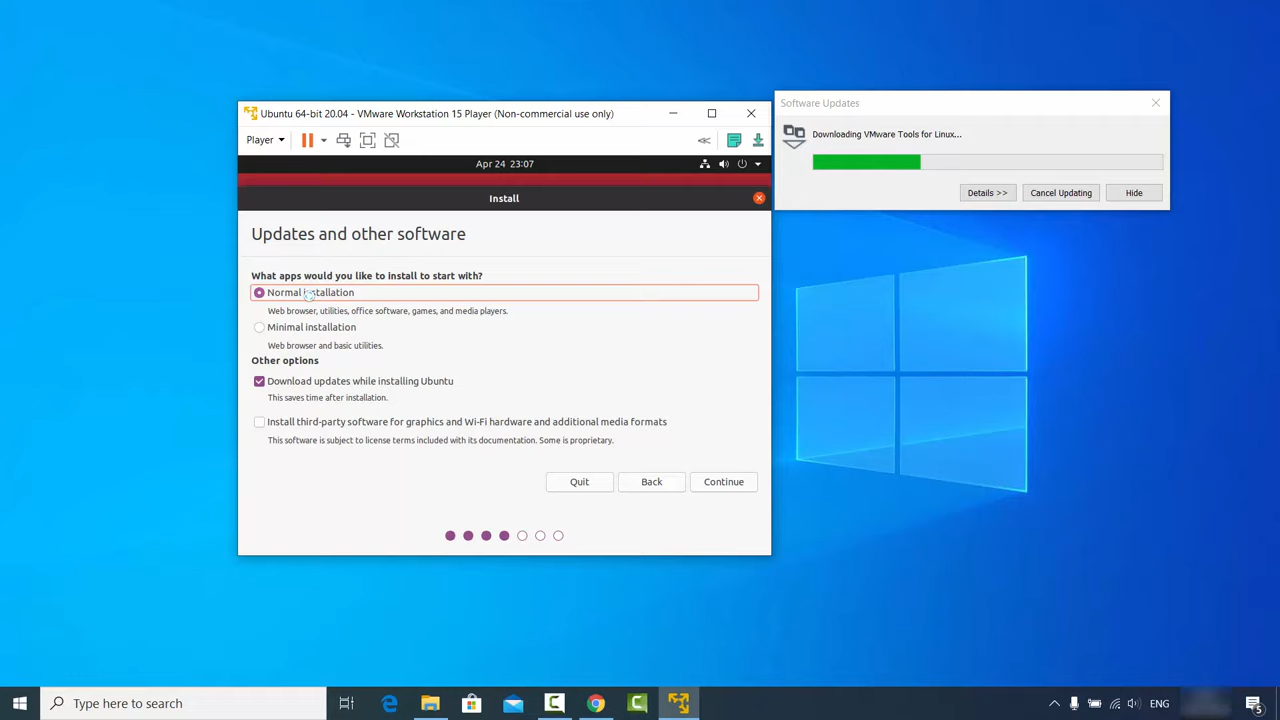 Ubuntu 64-bit 20.04 - VMware Workstation 15 Player (Non-commercial use only)
Player
Apr 24 23:07
Install
Updates and other software
What apps would you like to install to start with?
Normal installation
Web browser, utilities, office software, games, and media players.
Minimal installation
Web browser and basic utilities.
Other options
Download updates while installing Ubuntu
This saves time after installation.
Install third-party software for graphics and Wi-Fi hardware and additional media formats
This software is subject to license terms included with its documentation. Some is proprietary.
Quit Back Continue
Software Updates
Downloading VMware Tools for Linux...
Details >> Cancel Updating Hide
Type here to search
ENG
5